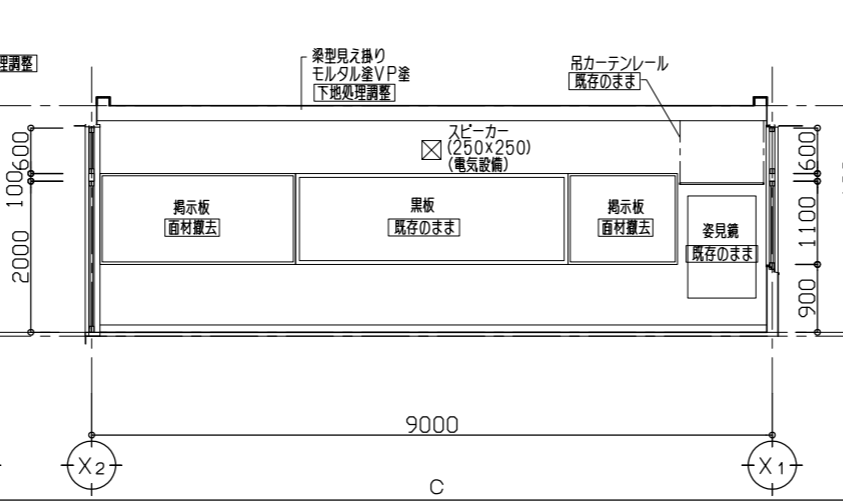 理調整
梁型見え掛り
モルタル塗VP塗
下地処理調整
吊カーテンレール
既存のまま
スピーカー
(250×250)
(電気設備)
掲示板
面材撤去
黒板
既存のまま
掲示板
面材撤去
姿見鏡
既存のまま
600
100
2000
600
1100
900
9000
X2
X1
C